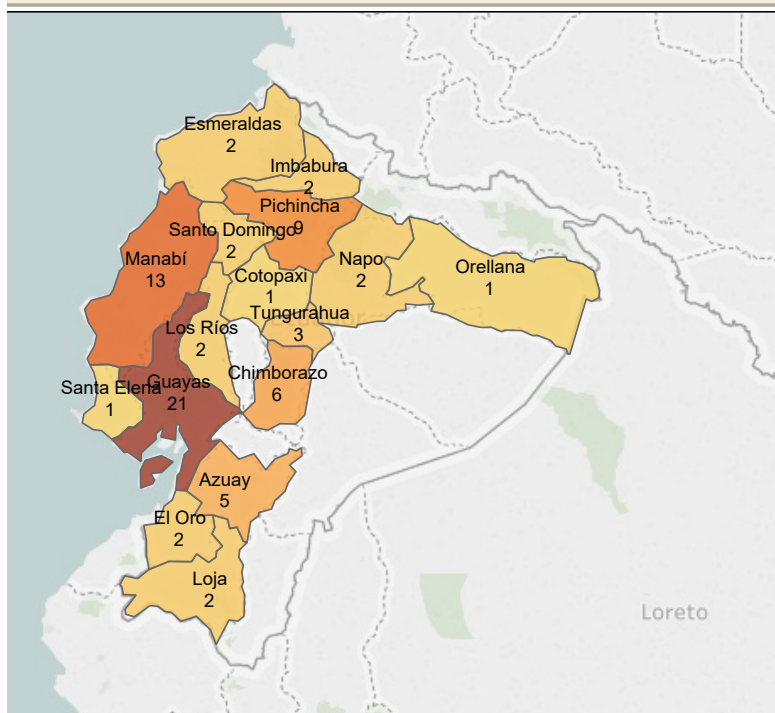 Esmeraldas
2
Imbabura
2
Pichincha
9
Santo Domingo
2
Manabí
13
Napo
2
Orellana
1
Cotopaxi
1
Tungurahua
3
Los Ríos
2
Chimborazo
6
Santa Elena
1
Guayas
21
Azuay
5
El Oro
2
Loja
2
Loreto